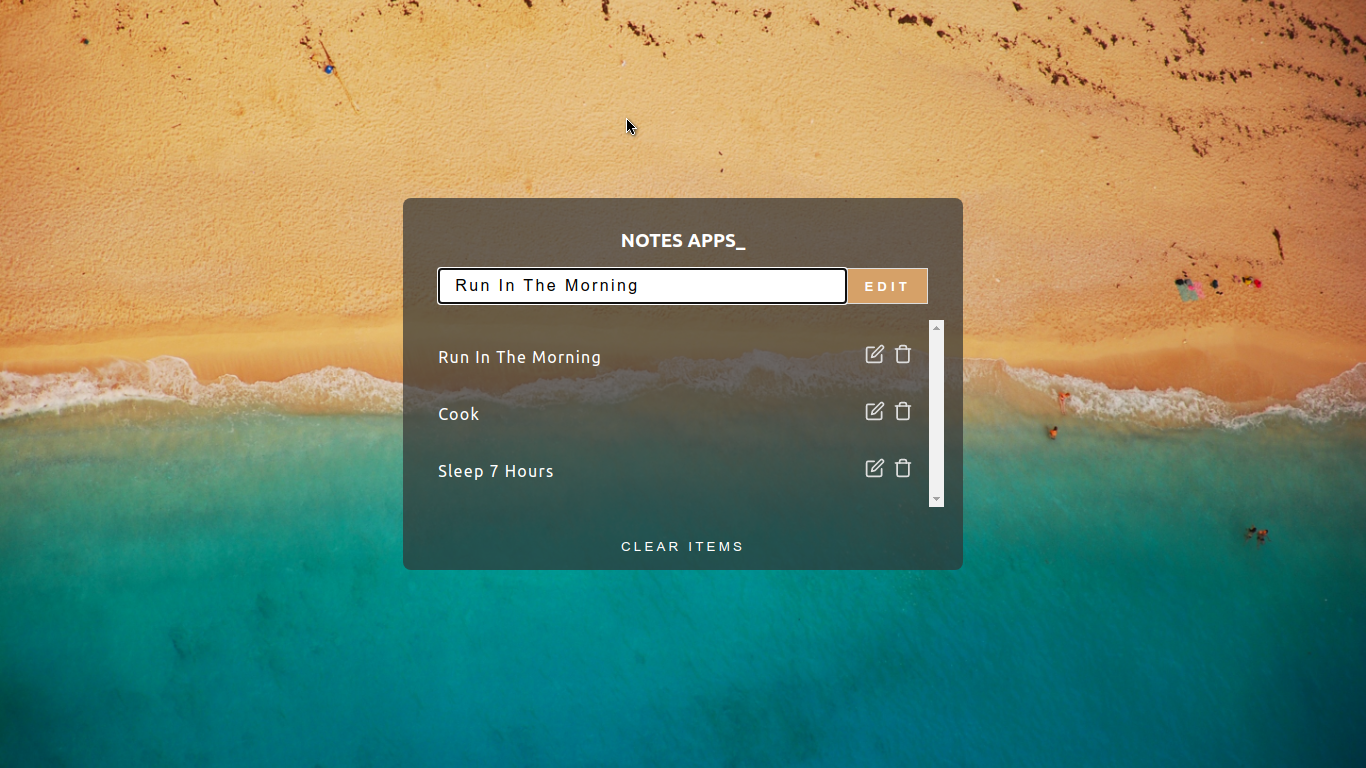 NOTES APPS_
Run In The Morning
EDIT
Run In The Morning
Cook
Sleep 7 Hours
CLEAR ITEMS